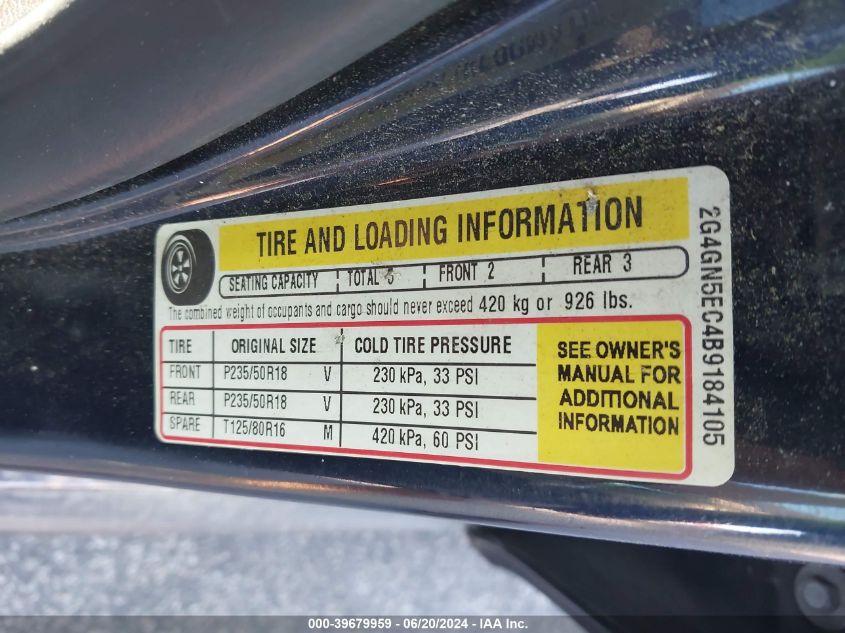 TIRE AND LOADING INFORMATION
SEATING CAPACITY TOTAL 5 FRONT 2 REAR 3
The combined weight of occupants and cargo should never exceed 420 kg or 926 lbs.
TIRE ORIGINAL SIZE COLD TIRE PRESSURE
FRONT P235/50R18 V 230 kPa, 33 PSI
REAR P235/50R18 V 230 kPa, 33 PSI
SPARE T125/80R16 M 420 kPa, 60 PSI
SEE OWNER'S
MANUAL FOR
ADDITIONAL
INFORMATION
2G4GN5EC4B9184105
000-39679959 - 06/20/2024 - IAA Inc.